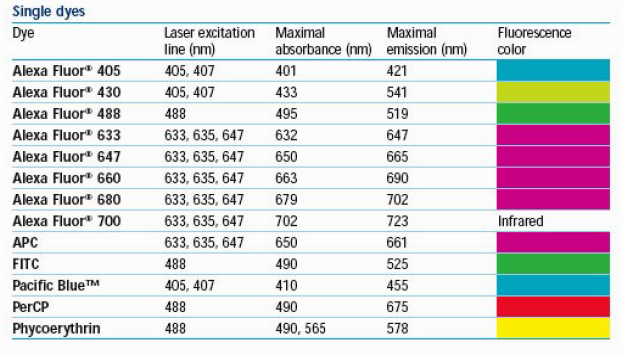 Single dyes
Dye Laser excitation line (nm) Maximal absorbance (nm) Maximal emission (nm) Fluorescence color
Alexa Fluor® 405 405, 407 401 421
Alexa Fluor® 430 405, 407 433 541
Alexa Fluor® 488 488 495 519
Alexa Fluor® 633 633, 635, 647 632 647
Alexa Fluor® 647 633, 635, 647 650 665
Alexa Fluor® 660 633, 635, 647 663 690
Alexa Fluor® 680 633, 635, 647 679 702
Alexa Fluor® 700 633, 635, 647 702 723 Infrared
APC 633, 635, 647 650 661
FITC 488 490 525
Pacific Blue™ 405, 407 410 455
PerCP 488 490 675
Phycoerythrin 488 490, 565 578